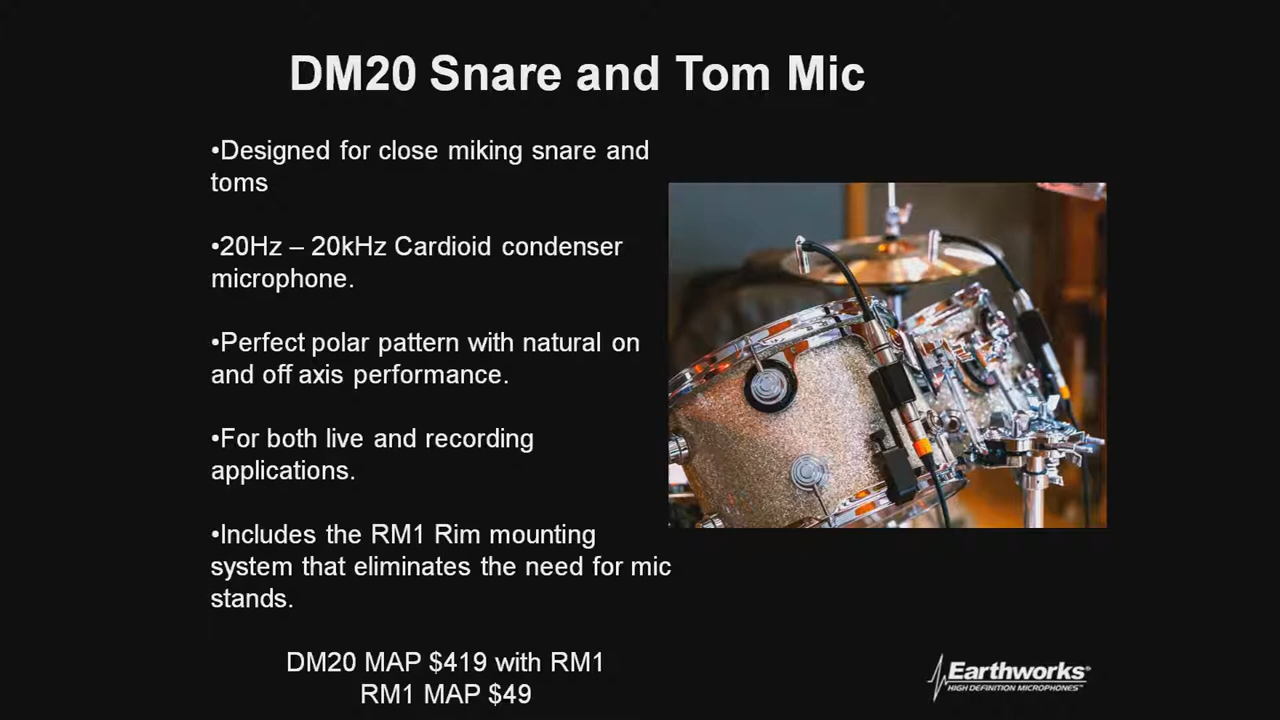 DM20 Snare and Tom Mic
•Designed for close miking snare and
toms
•20Hz – 20kHz Cardioid condenser
microphone.
•Perfect polar pattern with natural on
and off axis performance.
•For both live and recording
applications.
•Includes the RM1 Rim mounting
system that eliminates the need for mic
stands.
DM20 MAP $419 with RM1
RM1 MAP $49
Earthworks®
HIGH DEFINITION MICROPHONES™